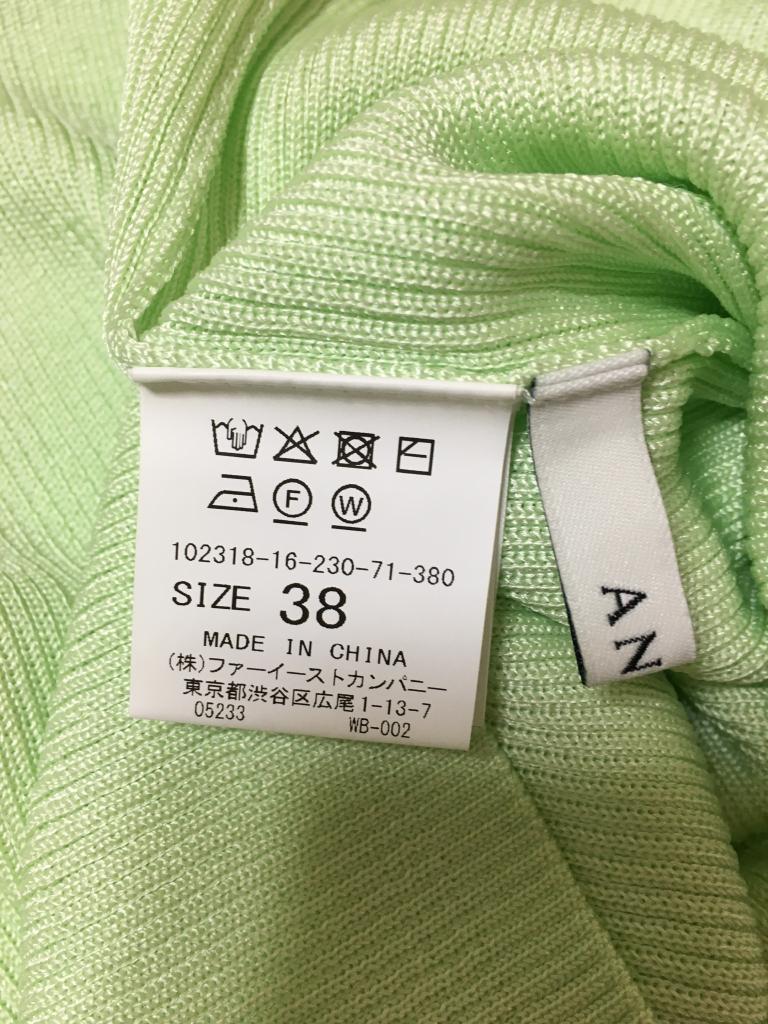 F W
102318-16-230-71-380
SIZE 38
MADE IN CHINA
(株)ファーイーストカンパニー
東京都渋谷区広尾1-13-7
05233 WB-002
AN